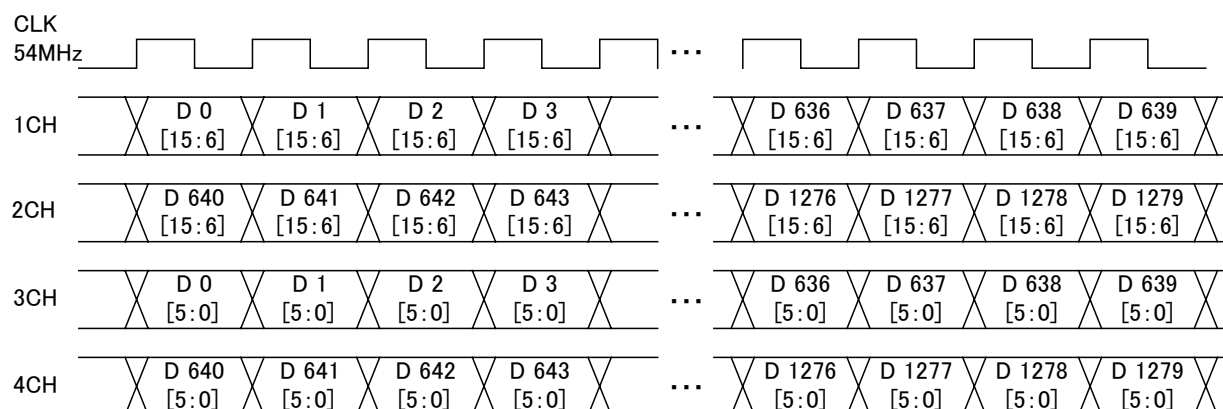 CLK
54MHz
...
1CH
D 0 D 1 D 2 D 3 ... D 636 D 637 D 638 D 639
[15:6] [15:6] [15:6] [15:6] [15:6] [15:6] [15:6] [15:6]
2CH
D 640 D 641 D 642 D 643 ... D 1276 D 1277 D 1278 D 1279
[15:6] [15:6] [15:6] [15:6] [15:6] [15:6] [15:6] [15:6]
3CH
D 0 D 1 D 2 D 3 ... D 636 D 637 D 638 D 639
[5:0] [5:0] [5:0] [5:0] [5:0] [5:0] [5:0] [5:0]
4CH
D 640 D 641 D 642 D 643 ... D 1276 D 1277 D 1278 D 1279
[5:0] [5:0] [5:0] [5:0] [5:0] [5:0] [5:0] [5:0]